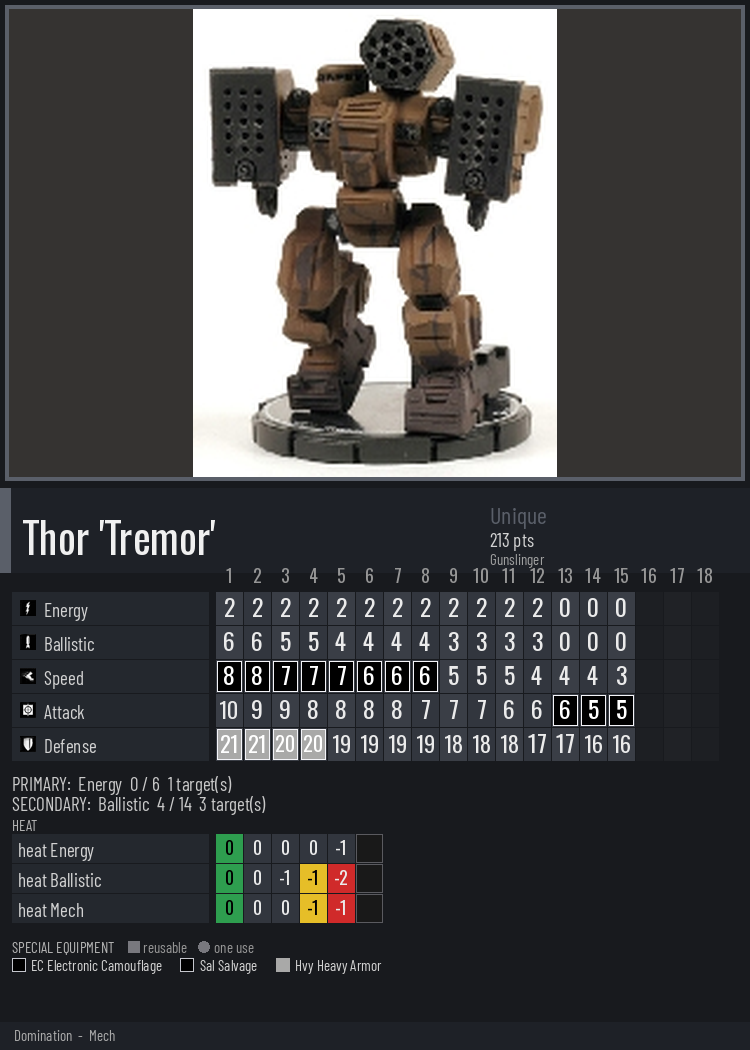 Thor 'Tremor'
Unique
213 pts
Gunslinger
1 2 3 4 5 6 7 8 9 10 11 12 13 14 15 16 17 18
Energy 2 2 2 2 2 2 2 2 2 2 2 2 0 0 0
Ballistic 6 6 5 5 4 4 4 4 3 3 3 3 0 0 0
Speed 8 8 7 7 7 6 6 6 5 5 5 4 4 4 3
Attack 10 9 9 8 8 8 8 7 7 7 6 6 6 5 5
Defense 21 21 20 20 19 19 19 19 18 18 18 17 17 16 16
PRIMARY: Energy 0 / 6 1 target(s)
SECONDARY: Ballistic 4 / 14 3 target(s)
HEAT
heat Energy 0 0 0 0 -1
heat Ballistic 0 0 -1 -1 -2
heat Mech 0 0 0 -1 -1
SPECIAL EQUIPMENT reusable one use
EC Electronic Camouflage Sal Salvage Hvy Heavy Armor
Domination - Mech